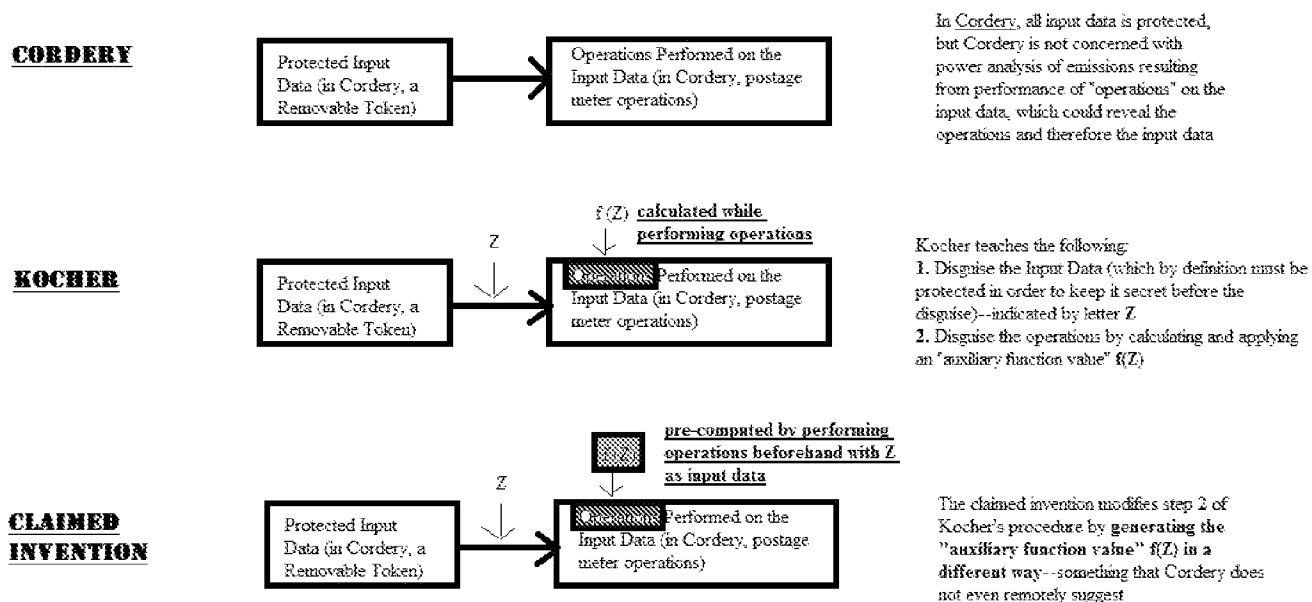 CORDERY
Protected Input
Data (in Cordery, a
Removable Token)
Operations Performed on the
Input Data (in Cordery, postage
meter operations)
In Cordery, all input data is protected,
but Cordery is not concerned with
power analysis of emissions resulting
from performance of "operations" on the
input data, which could reveal the
operations and therefore the input data
KOCHER
Protected Input
Data (in Cordery, a
Removable Token)
Z
f(Z) calculated while
performing operations
Operations Performed on the
Input Data (in Cordery, postage
meter operations)
Kocher teaches the following:
1. Disguise the Input Data (which by definition must be
protected in order to keep it secret before the
disguise)--indicated by letter Z
2. Disguise the operations by calculating and applying
an "auxiliary function value" f(Z)
CLAIMED
INVENTION
Protected Input
Data (in Cordery, a
Removable Token)
Z
pre-computed by performing
operations beforehand with Z
as input data
Operations Performed on the
Input Data (in Cordery, postage
meter operations)
The claimed invention modifies step 2 of
Kocher's procedure by generating the
"auxiliary function value" f(Z) in a
different way--something that Cordery does
not even remotely suggest